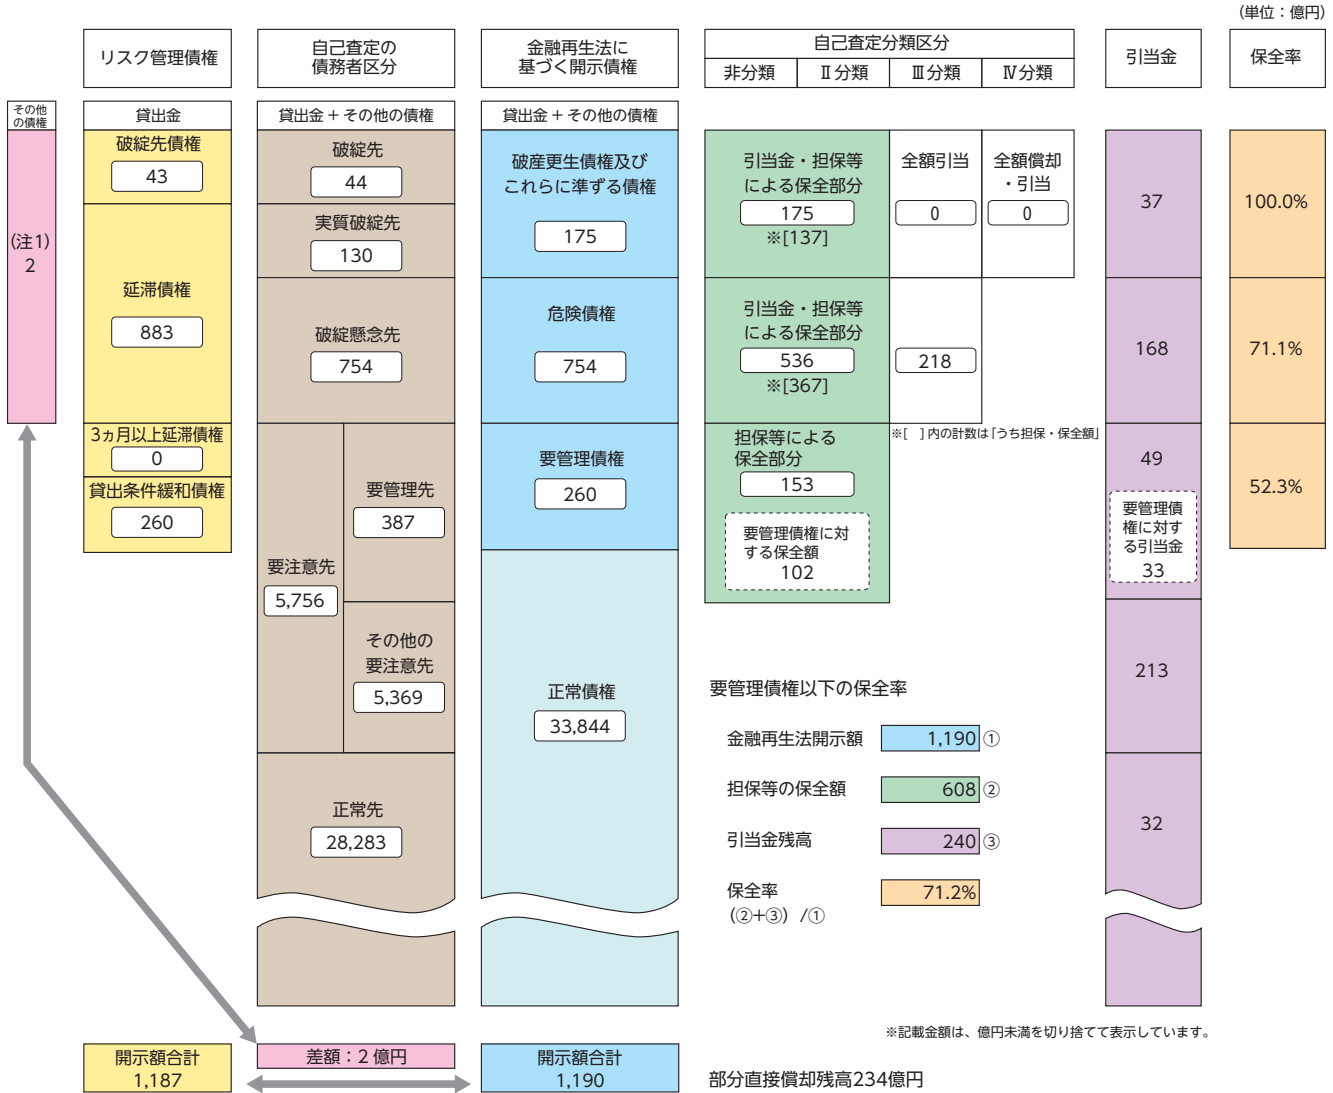 (単位：億円)
リスク管理債権
自己査定の
債務者区分
金融再生法に
基づく開示債権
自己査定分類区分
非分類
Ⅱ分類
Ⅲ分類
Ⅳ分類
引当金
保全率
その他
の債権
貸出金
貸出金＋その他の債権
貸出金＋その他の債権
(注1)
2
破綻先債権
43
延滞債権
883
3ヵ月以上延滞債権
0
貸出条件緩和債権
260
破綻先
44
実質破綻先
130
破綻懸念先
754
要注意先
5,756
要管理先
387
その他の
要注意先
5,369
正常先
28,283
破産更生債権及び
これらに準ずる債権
175
危険債権
754
要管理債権
260
正常債権
33,844
引当金・担保等
による保全部分
175
※[137]
全額引当
0
全額償却
・引当
0
引当金・担保等
による保全部分
536
※[367]
218
※[　]内の計数は「うち担保・保全額」
担保等による
保全部分
153
要管理債権に対
する保全額
102
37
168
49
要管理債
権に対す
る引当金
33
213
32
100.0%
71.1%
52.3%
要管理債権以下の保全率
金融再生法開示額
1,190
①
担保等の保全額
608
②
引当金残高
240
③
保全率
(②＋③) /①
71.2%
※記載金額は、億円未満を切り捨てて表示しています。
開示額合計
1,187
差額：2億円
開示額合計
1,190
部分直接償却残高234億円